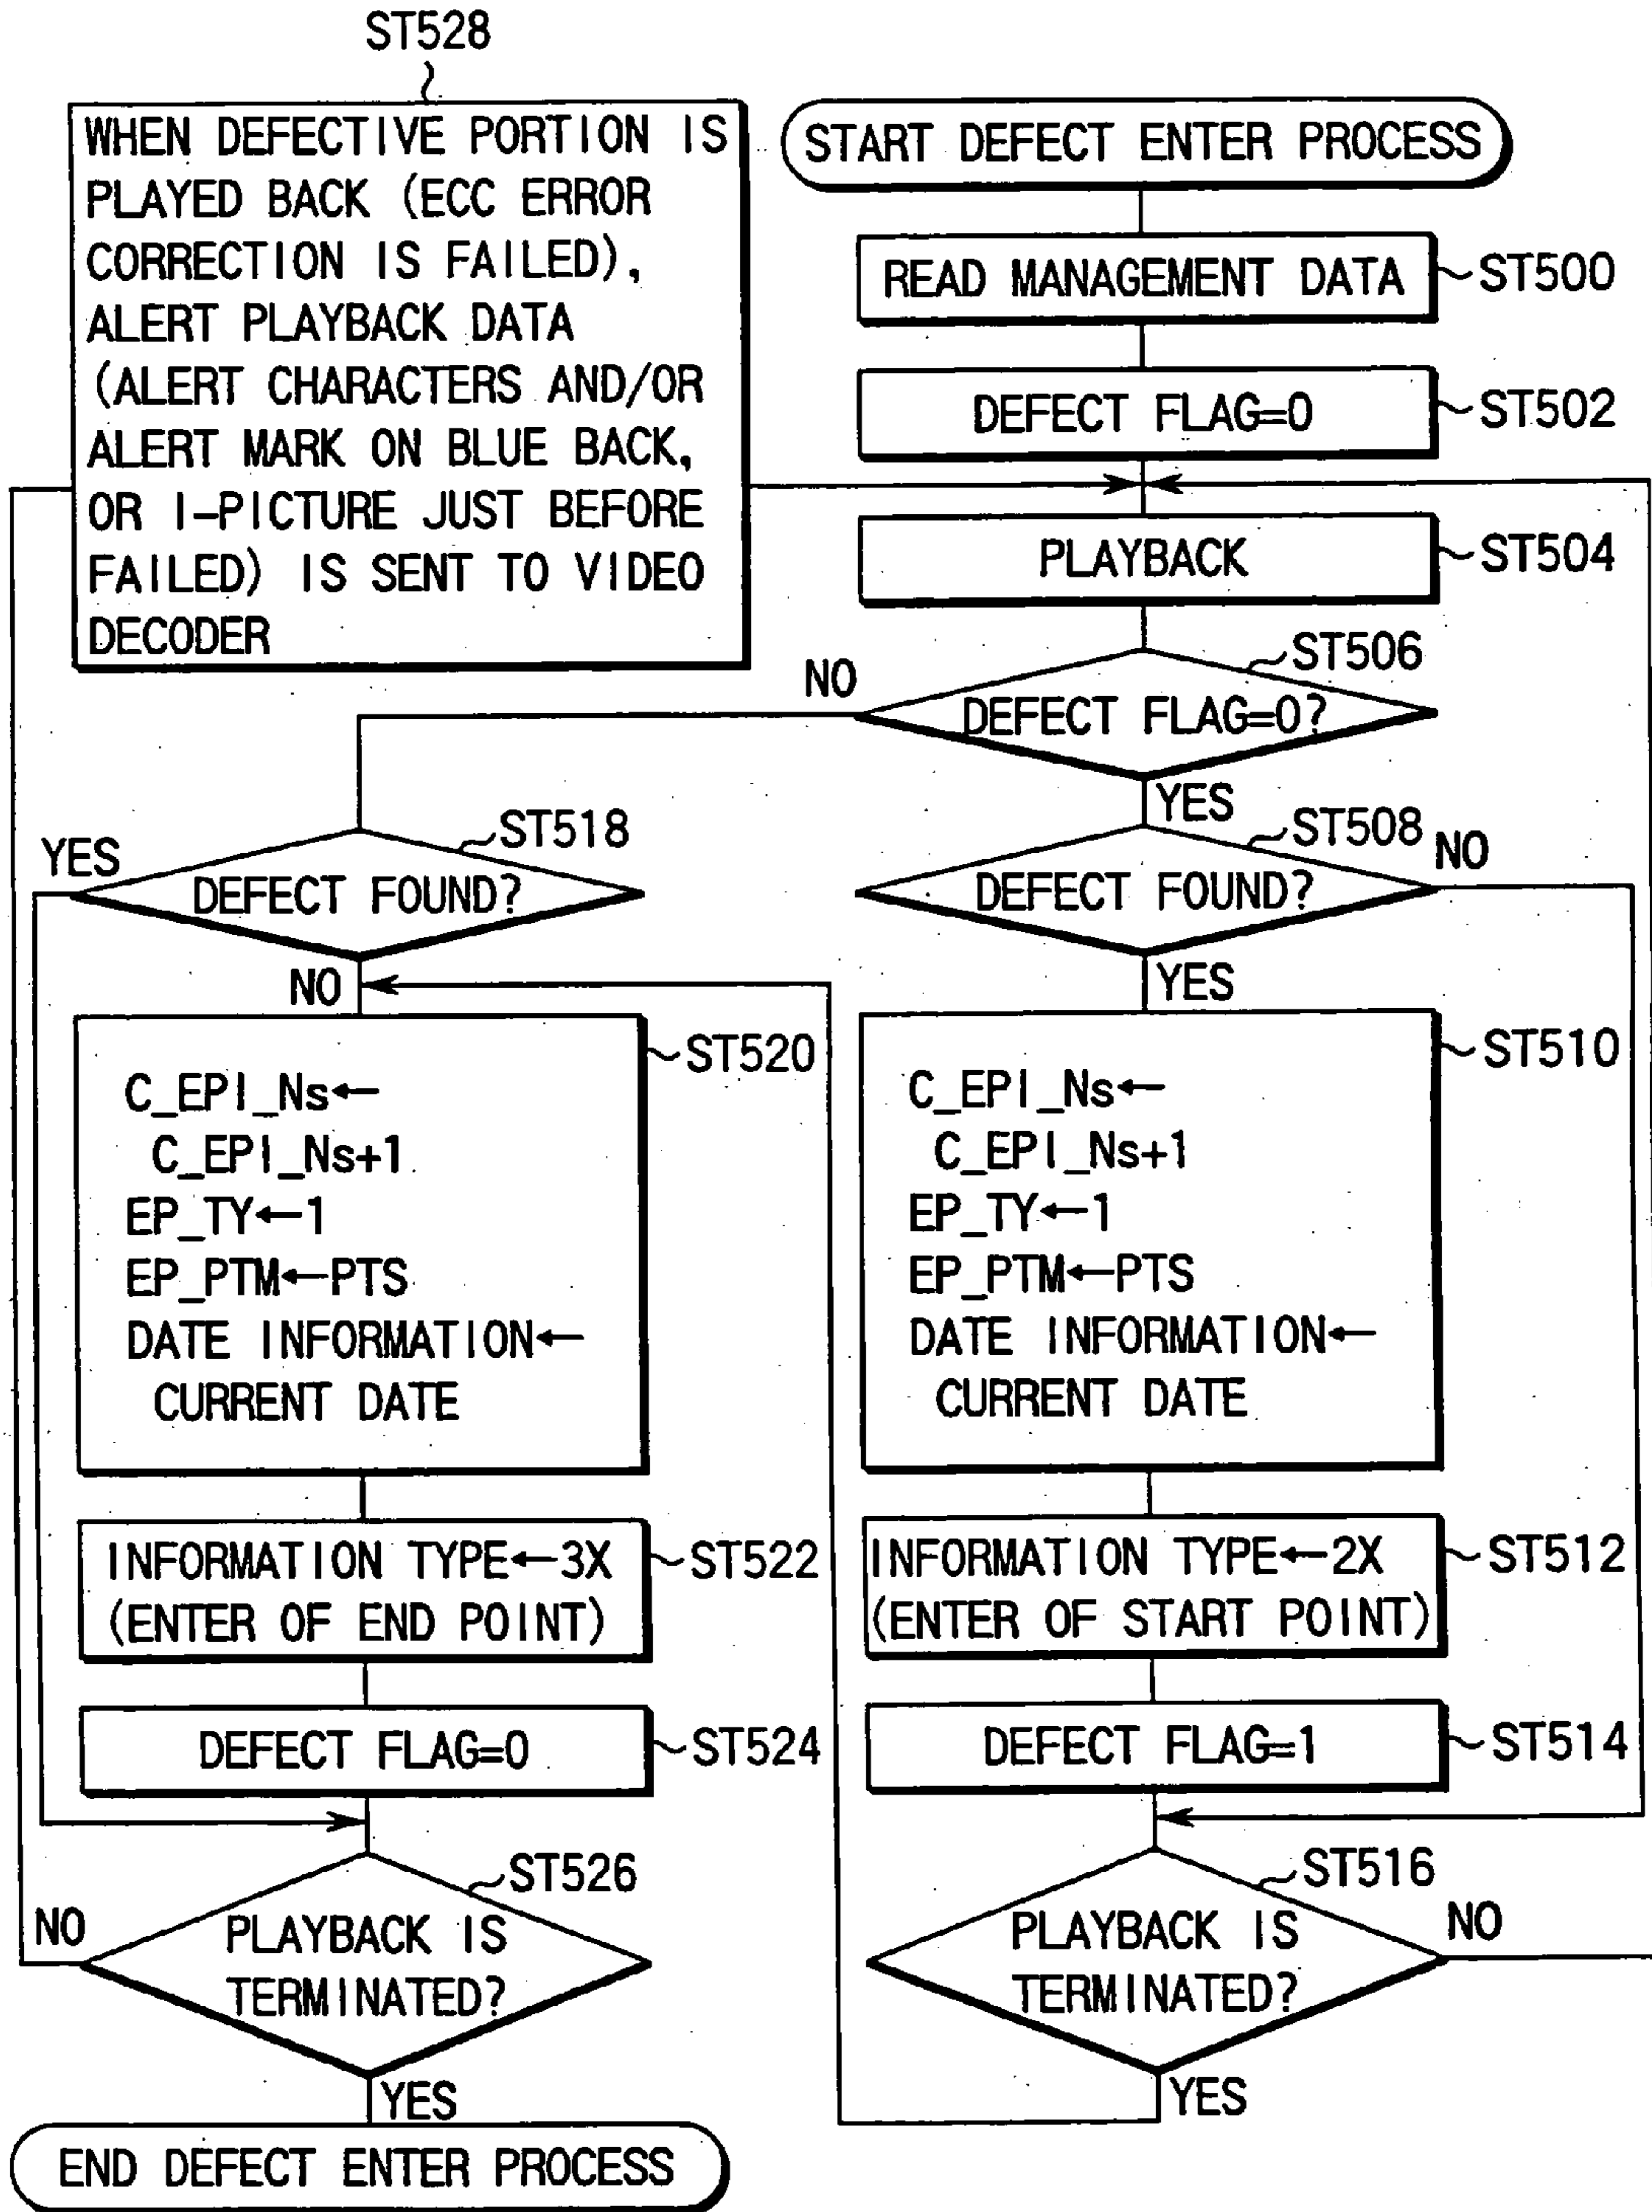 ST528
WHEN DEFECTIVE PORTION IS
PLAYED BACK (ECC ERROR
CORRECTION IS FAILED),
ALERT PLAYBACK DATA
(ALERT CHARACTERS AND/OR
ALERT MARK ON BLUE BACK,
OR I-PICTURE JUST BEFORE
FAILED) IS SENT TO VIDEO
DECODER
START DEFECT ENTER PROCESS
READ MANAGEMENT DATA
ST500
DEFECT FLAG=0
ST502
PLAYBACK
ST504
ST506
NO
DEFECT FLAG=0?
YES
ST518
YES
DEFECT FOUND?
NO
ST508
NO
DEFECT FOUND?
YES
ST520
C_EPI_Ns←
C_EPI_Ns+1
EP_TY←1
EP_PTM←PTS
DATE INFORMATION←
CURRENT DATE
ST510
C_EPI_Ns←
C_EPI_Ns+1
EP_TY←1
EP_PTM←PTS
DATE INFORMATION←
CURRENT DATE
INFORMATION TYPE←3X
(ENTER OF END POINT)
ST522
INFORMATION TYPE←2X
(ENTER OF START POINT)
ST512
DEFECT FLAG=0
ST524
DEFECT FLAG=1
ST514
ST526
NO
PLAYBACK IS
TERMINATED?
YES
ST516
NO
PLAYBACK IS
TERMINATED?
YES
END DEFECT ENTER PROCESS